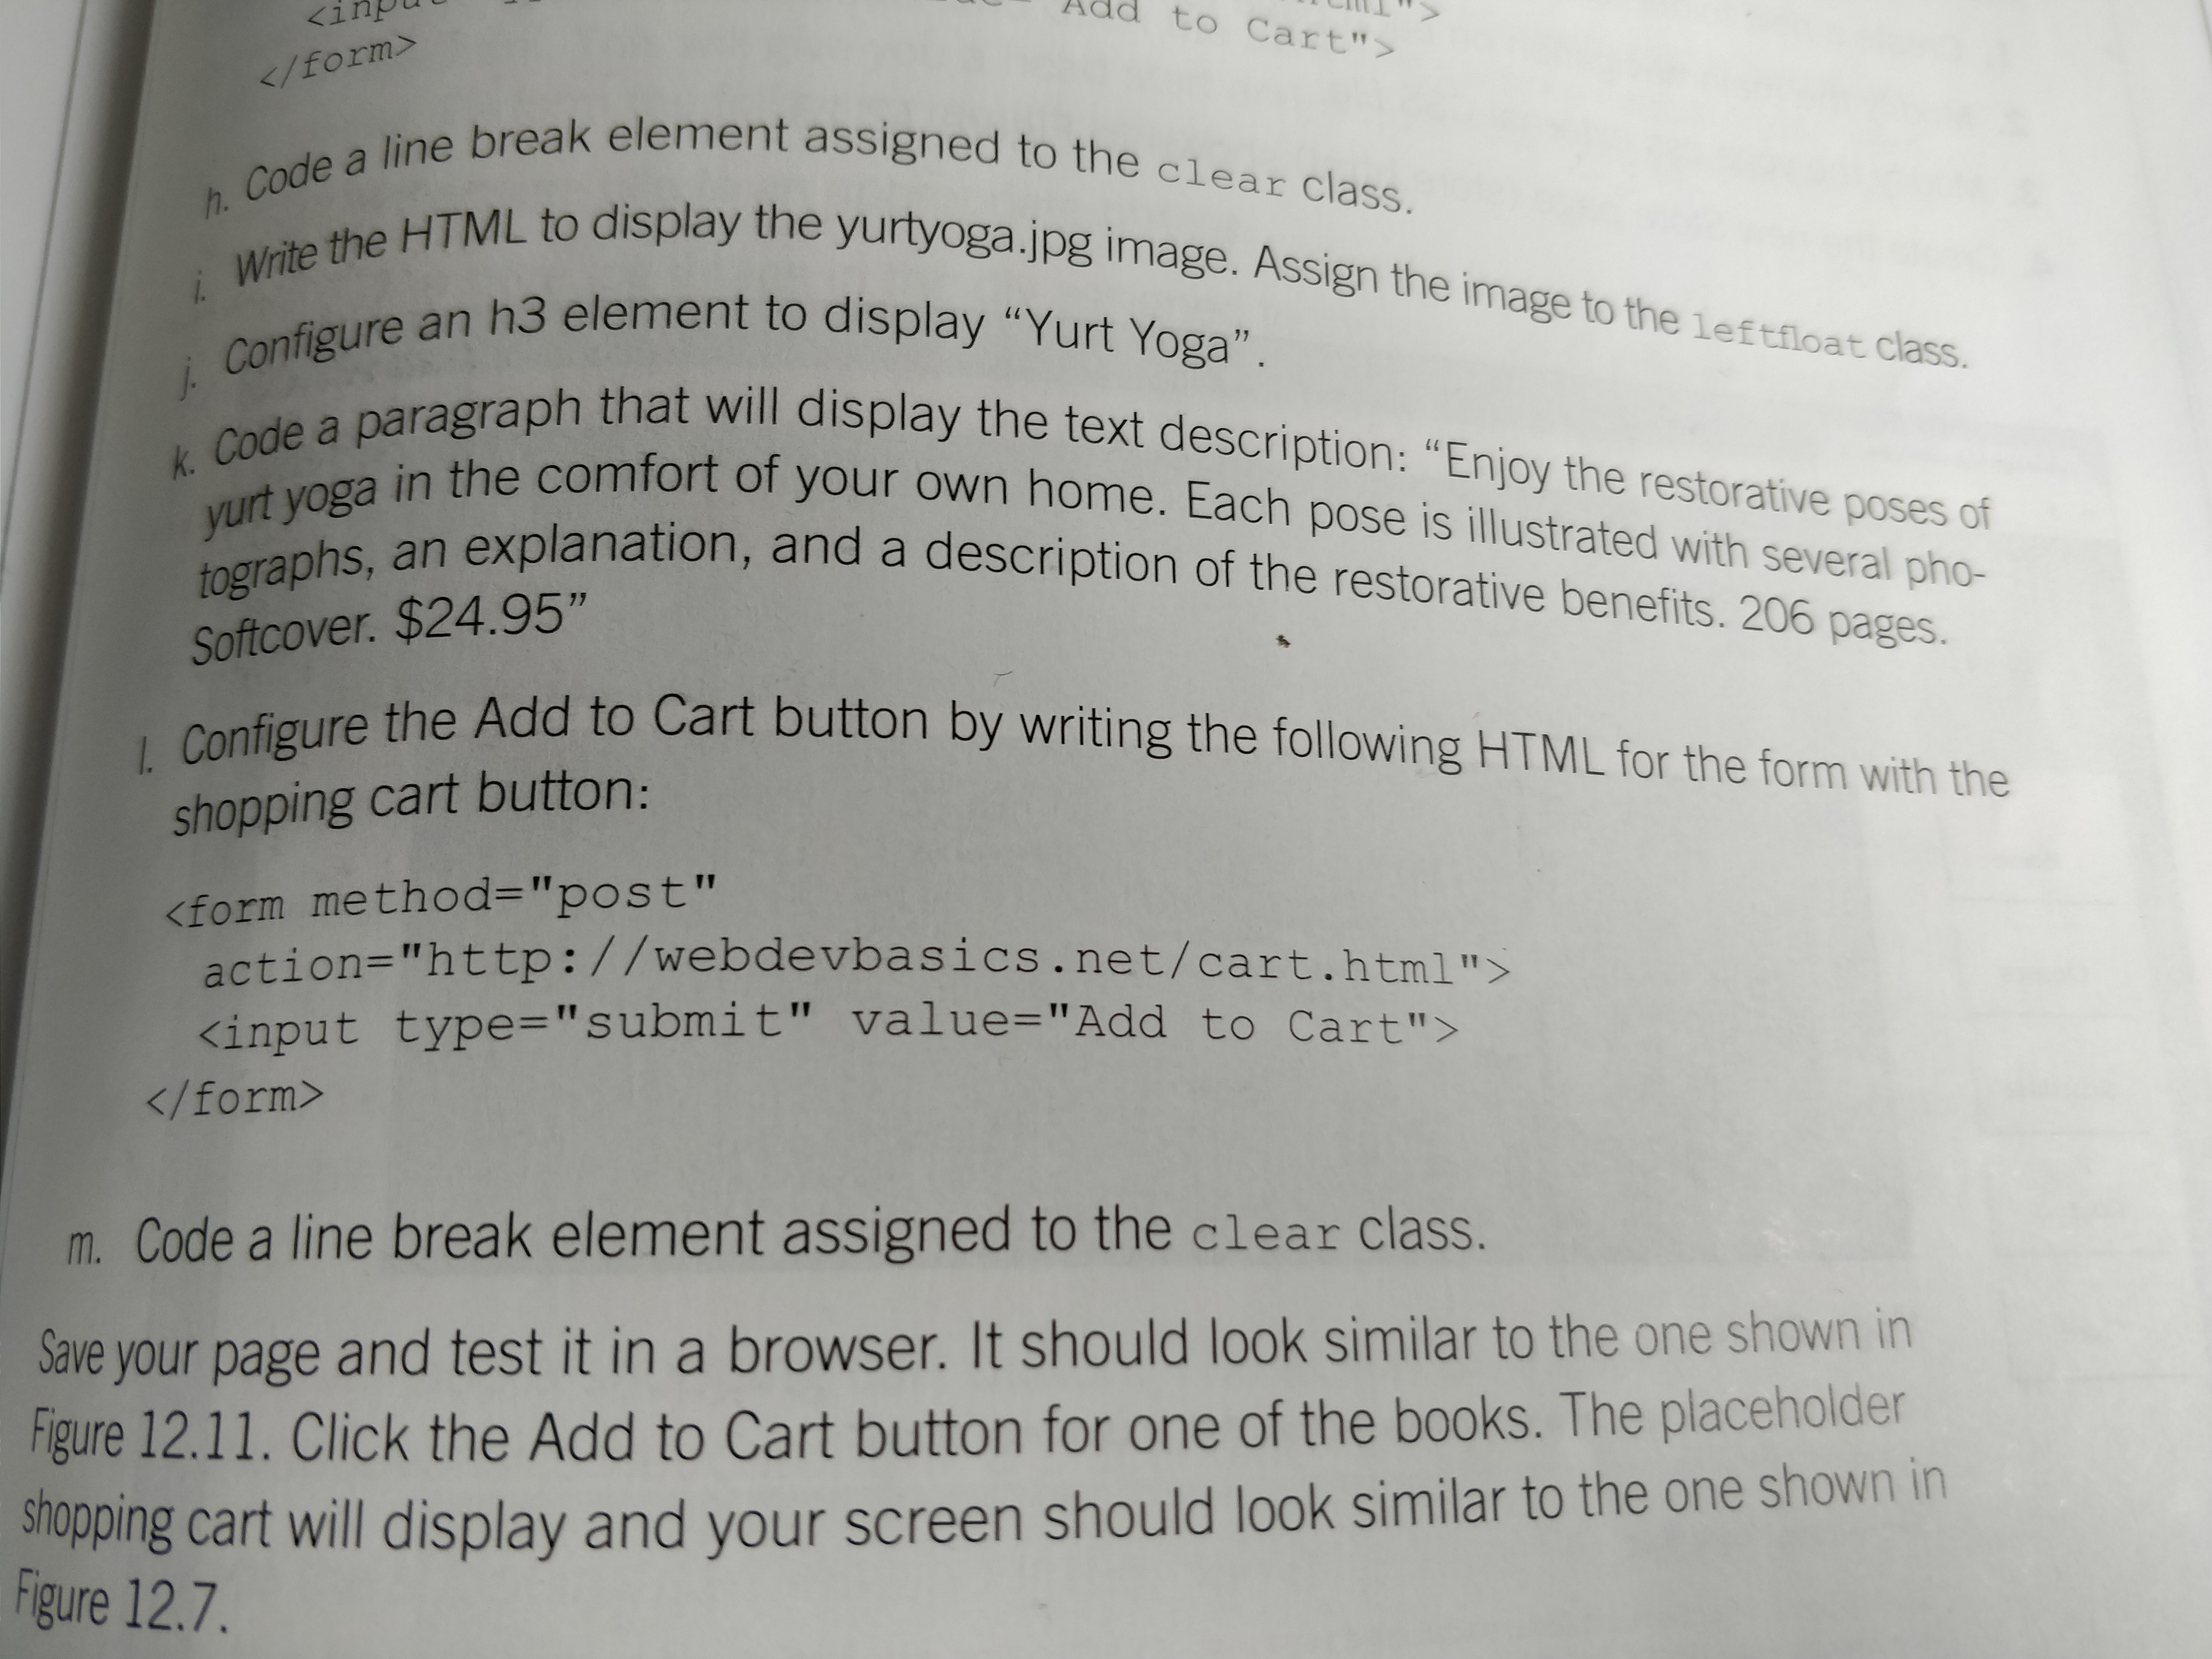 <input
Add to Cart">
</form>
h. Code a line break element assigned to the clear class.
i. Write the HTML to display the yurtyoga.jpg image. Assign the image to the leftfloat class.
j. Configure an h3 element to display “Yurt Yoga”.
k. Code a paragraph that will display the text description: “Enjoy the restorative poses of
yurt yoga in the comfort of your own home. Each pose is illustrated with several pho-
tographs, an explanation, and a description of the restorative benefits. 206 pages.
Softcover. $24.95”
l. Configure the Add to Cart button by writing the following HTML for the form with the
shopping cart button:
<form method="post"
action="http://webdevbasics.net/cart.html">
<input type="submit" value="Add to Cart">
</form>
m. Code a line break element assigned to the clear class.
Save your page and test it in a browser. It should look similar to the one shown in
Figure 12.11. Click the Add to Cart button for one of the books. The placeholder
shopping cart will display and your screen should look similar to the one shown in
Figure 12.7.